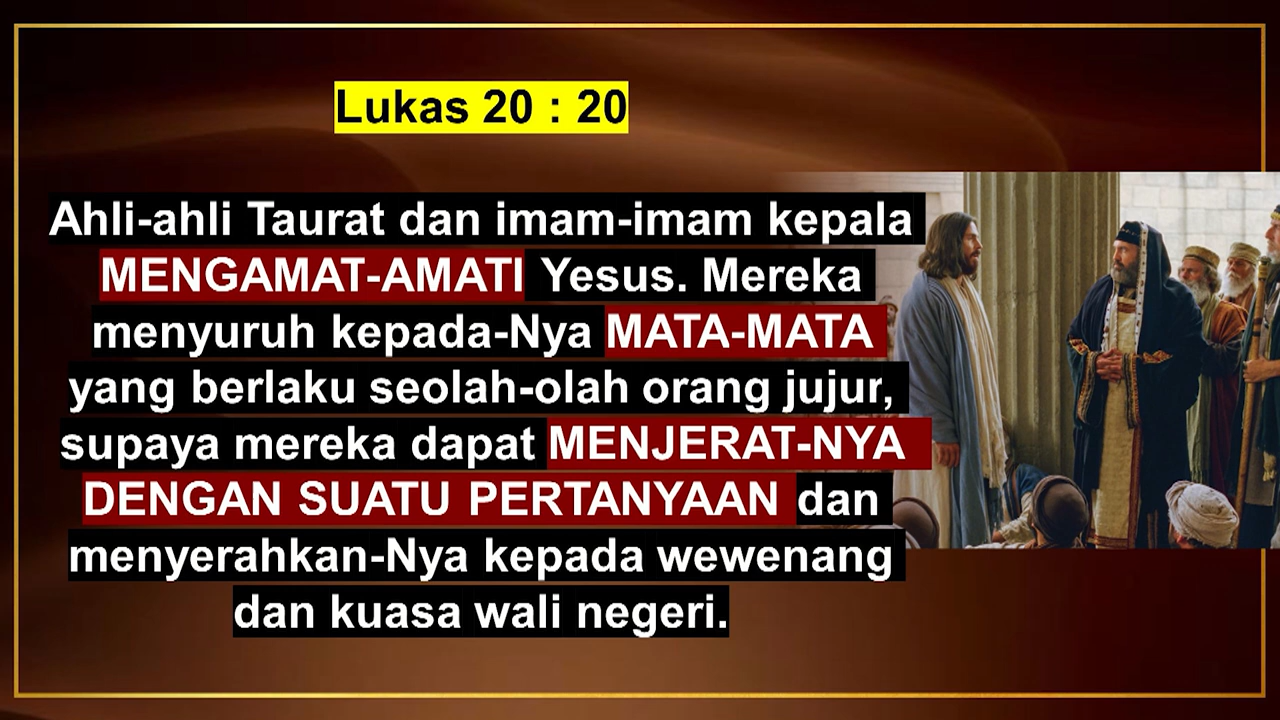 Lukas 20 : 20
Ahli-ahli Taurat dan imam-imam kepala
MENGAMAT-AMATI Yesus. Mereka
menyuruh kepada-Nya MATA-MATA
yang berlaku seolah-olah orang jujur,
supaya mereka dapat MENJERAT-NYA
DENGAN SUATU PERTANYAAN dan
menyerahkan-Nya kepada wewenang
dan kuasa wali negeri.